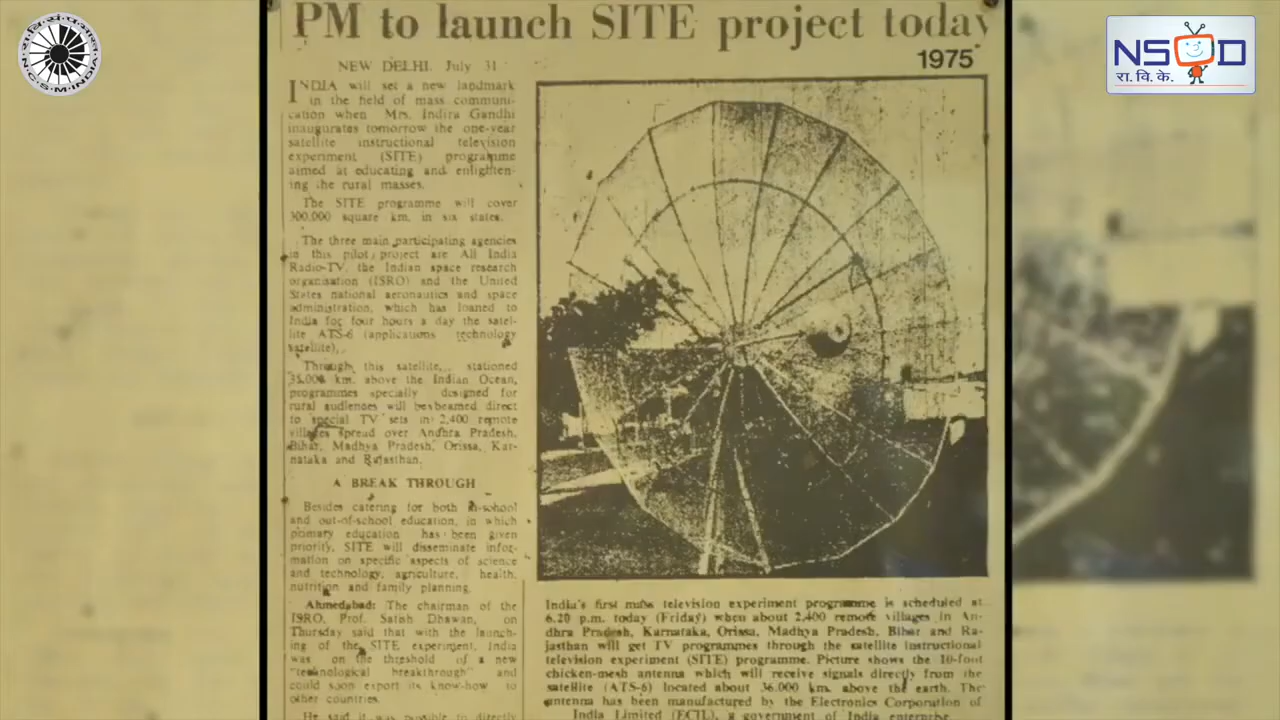 रा.वि.सं.प.
N.C.S.M.INDIA
NSD
रा.वि.के.
PM to launch SITE project today
1975
NEW DELHI. July 31
INDIA will set a new landmark
in the field of mass communi-
cation when Mrs. Indira Gandhi
inaugurates tomorrow the one-year
satellite instructional television
experiment (SITE) programme
aimed at educating and enlighten-
ing the rural masses.
The SITE programme will cover
300,000 square km. in six states.
The three main participating agencies
in this pilot project are All India
Radio-TV, the Indian space research
organisation (ISRO) and the United
States national aeronautics and space
administration, which has loaned to
India for four hours a day the satel-
lite ATS-6 (applications technology
satellite).
Through this satellite, stationed
35,000 km. above the Indian Ocean,
programmes specially designed for
rural audiences will be beamed direct
to special TV sets in 2,400 remote
villages spread over Andhra Pradesh,
Bihar, Madhya Pradesh, Orissa, Kar-
nataka and Rajasthan.
A BREAK THROUGH
Besides catering for both in-school
and out-of-school education, in which
primary education has been given
priority, SITE will disseminate infor-
mation on specific aspects of science
and technology, agriculture, health,
nutrition and family planning.
Ahmedabad: The chairman of the
ISRO, Prof. Satish Dhawan, on
Thursday said that with the launch-
ing of the SITE experiment, India
was on the threshold of a new
"technological breakthrough" and
could soon export its know-how to
other countries.
He said it was possible to directly
India's first mass television experiment programme is scheduled at
6.20 p.m. today (Friday) when about 2,400 remote villages in An-
dhra Pradesh, Karnataka, Orissa, Madhya Pradesh, Bihar and Ra-
jasthan will get TV programmes through the satellite instructional
television experiment (SITE) programme. Picture shows the 10-foot
chicken-mesh antenna which will receive signals directly from the
satellite (ATS-6) located about 36,000 km. above the earth. The
antenna has been manufactured by the Electronics Corporation of
India Limited (ECIL), a government of India enterprise.